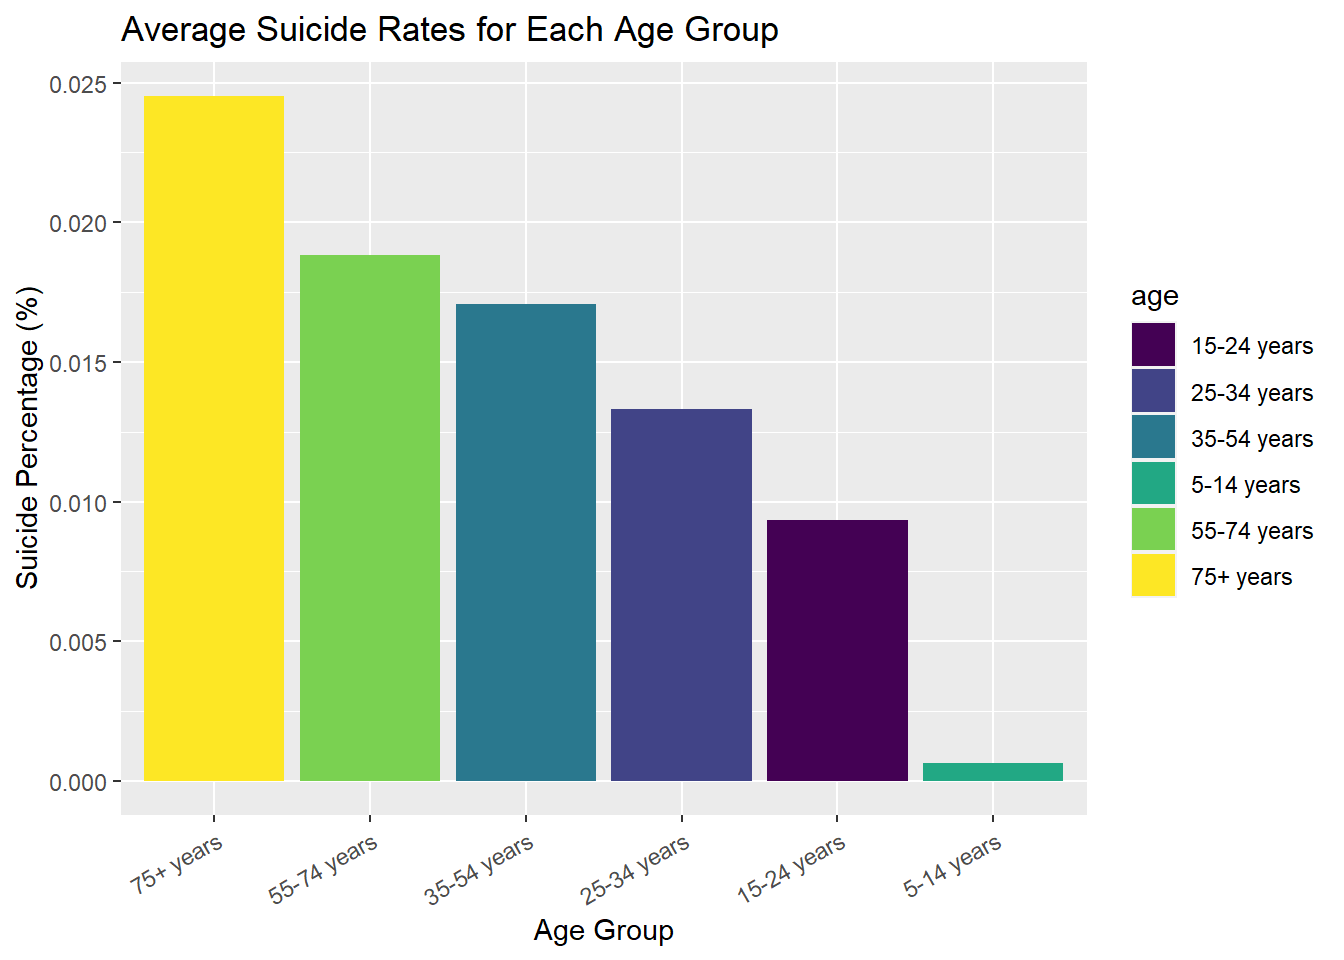 Average Suicide Rates for Each Age Group
Suicide Percentage (%)
0.025
0.020
0.015
0.010
0.005
0.000
75+ years
55-74 years
35-54 years
25-34 years
15-24 years
5-14 years
Age Group
age
15-24 years
25-34 years
35-54 years
5-14 years
55-74 years
75+ years